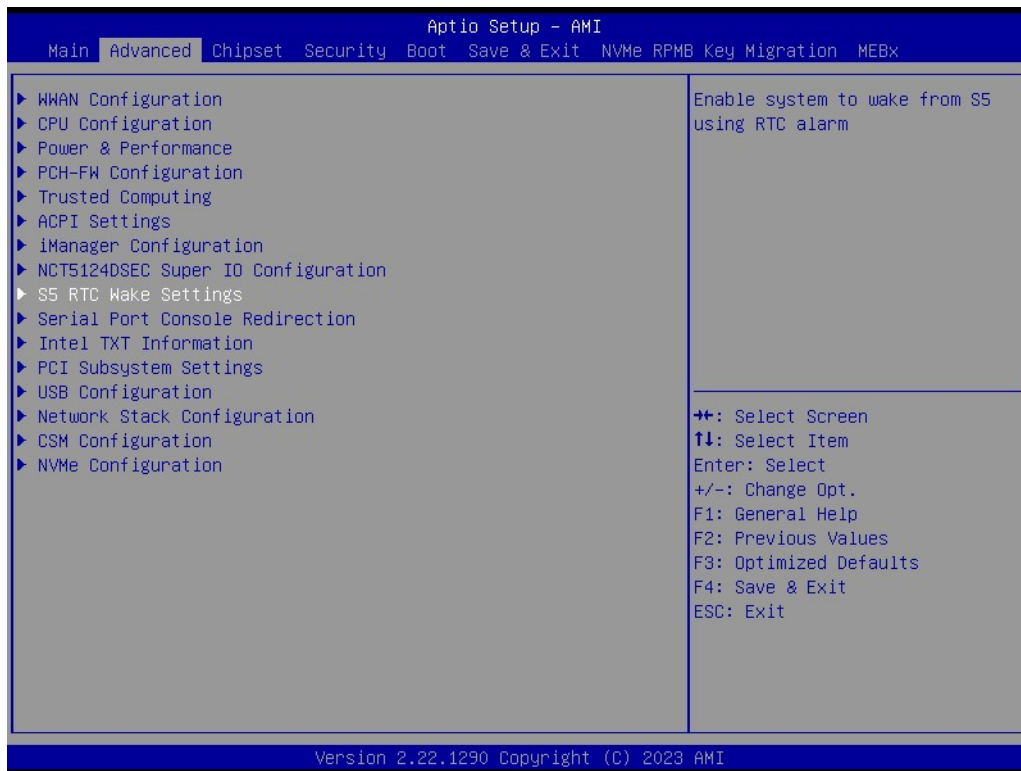 Aptio Setup – AMI
Main Advanced Chipset Security Boot Save & Exit NVMe RPMB Key Migration MEBx
▶ WWAN Configuration
▶ CPU Configuration
▶ Power & Performance
▶ PCH-FW Configuration
▶ Trusted Computing
▶ ACPI Settings
▶ iManager Configuration
▶ NCT5124DSEC Super IO Configuration
▶ S5 RTC Wake Settings
▶ Serial Port Console Redirection
▶ Intel TXT Information
▶ PCI Subsystem Settings
▶ USB Configuration
▶ Network Stack Configuration
▶ CSM Configuration
▶ NVMe Configuration
Enable system to wake from S5
using RTC alarm
→←: Select Screen
↑↓: Select Item
Enter: Select
+/-: Change Opt.
F1: General Help
F2: Previous Values
F3: Optimized Defaults
F4: Save & Exit
ESC: Exit
Version 2.22.1290 Copyright (C) 2023 AMI